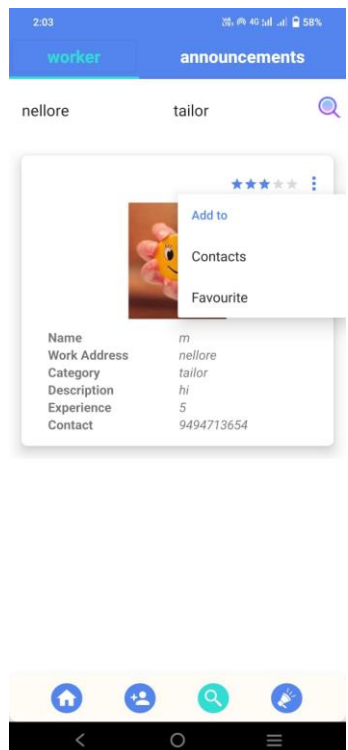 2:03 4G 58%
worker announcements
nellore tailor
Add to
Contacts
Favourite
Name m
Work Address nellore
Category tailor
Description hi
Experience 5
Contact 9494713654